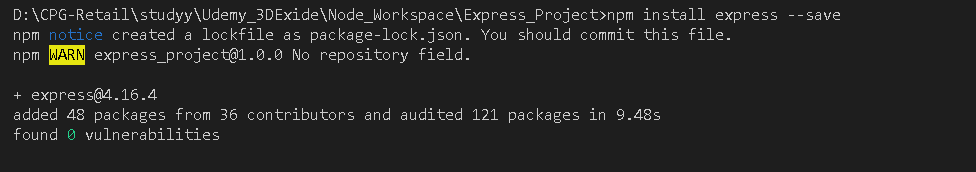 D:\CPG-Retail\studyy\Udemy_3DExide\Node_Workspace\Express_Project>npm install express --save
npm notice created a lockfile as package-lock.json. You should commit this file.
npm WARN express_project@1.0.0 No repository field.
+ express@4.16.4
added 48 packages from 36 contributors and audited 121 packages in 9.48s
found 0 vulnerabilities